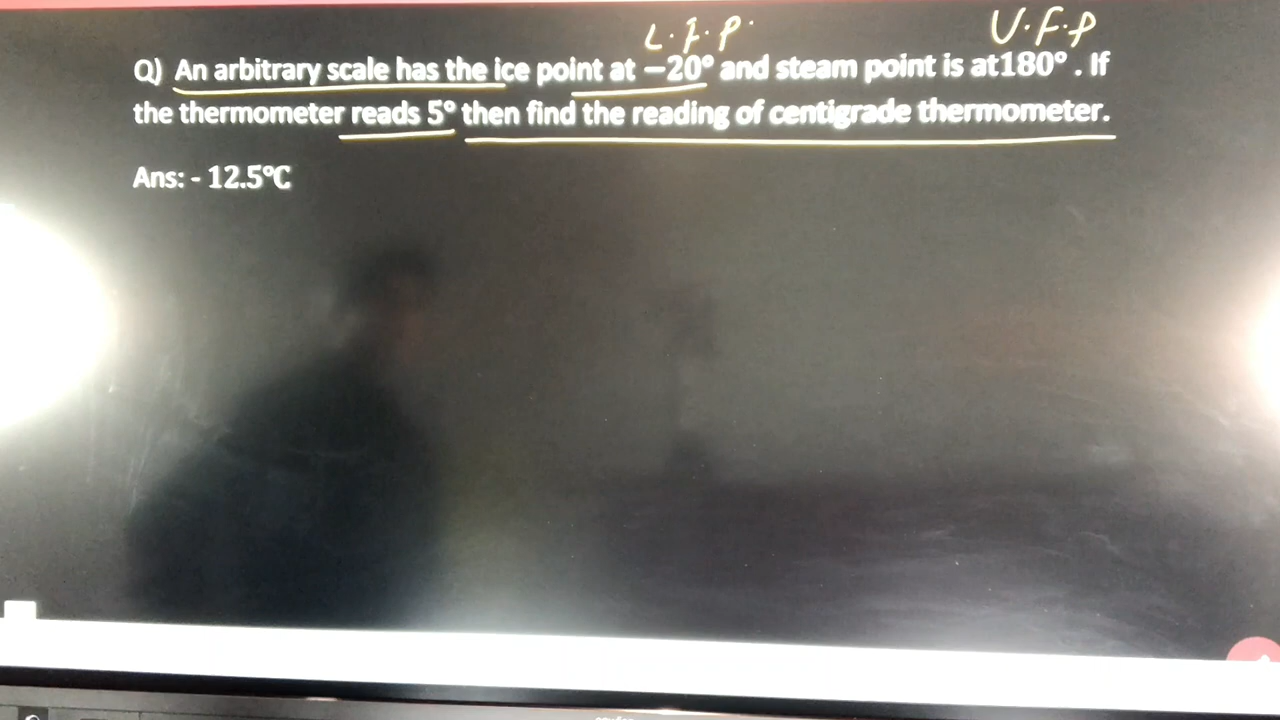 L.F.P. U.F.P
Q) An arbitrary scale has the ice point at −20° and steam point is at180° . If
the thermometer reads 5° then find the reading of centigrade thermometer.
Ans: - 12.5°C